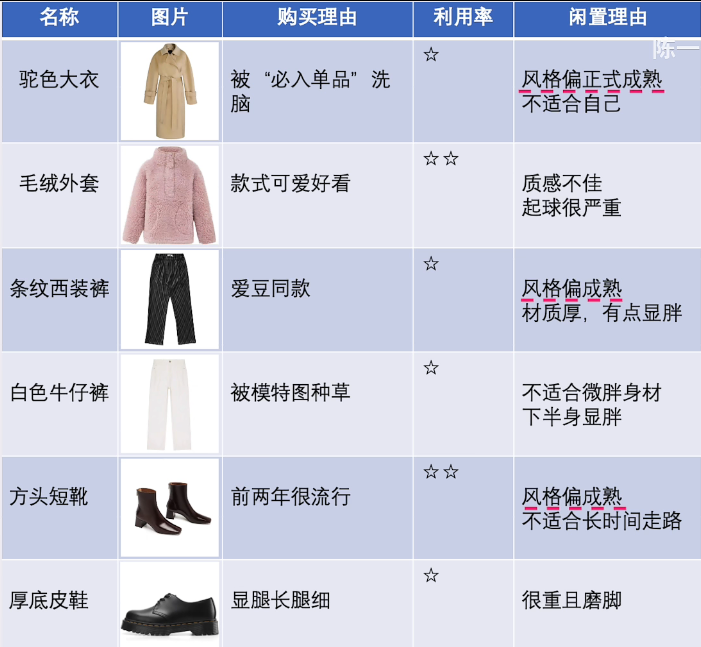 名称 图片 购买理由 利用率 闲置理由
陈一
驼色大衣 被 “必入单品” 洗脑 ☆ 风格偏正式成熟
不适合自己
毛绒外套 款式可爱好看 ☆☆ 质感不佳
起球很严重
条纹西装裤 爱豆同款 ☆ 风格偏成熟
材质厚,有点显胖
白色牛仔裤 被模特图种草 ☆ 不适合微胖身材
下半身显胖
方头短靴 前两年很流行 ☆☆ 风格偏成熟
不适合长时间走路
厚底皮鞋 显腿长腿细 ☆ 很重且磨脚